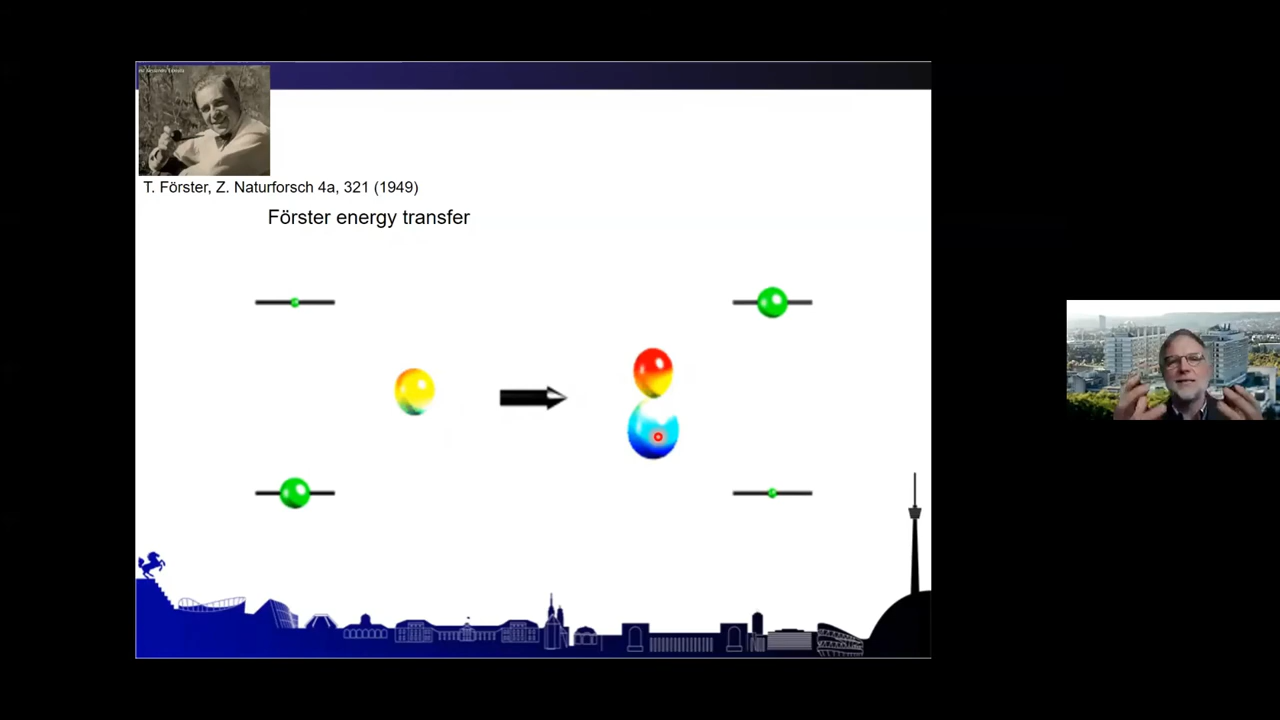 T. Förster, Z. Naturforsch 4a, 321 (1949)
Förster energy transfer